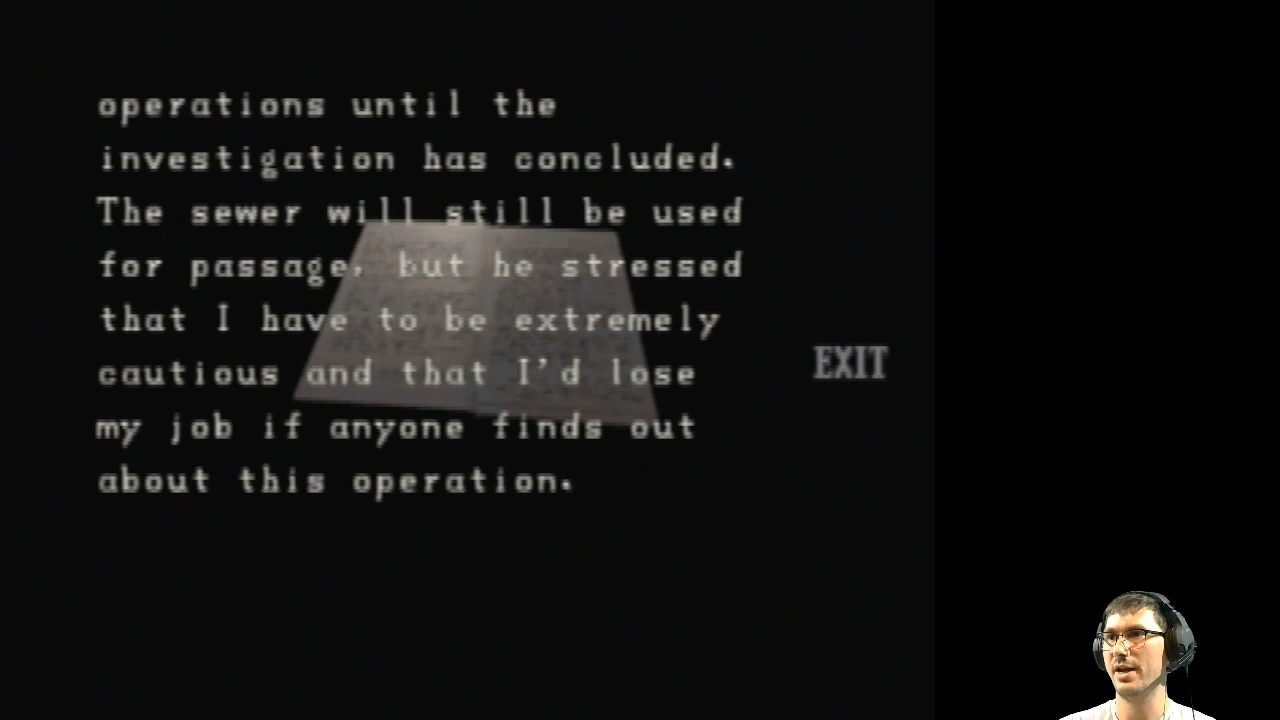 operations until the
investigation has concluded.
The sewer will still be used
for passage, but he stressed
that I have to be extremely
cautious and that I'd lose
my job if anyone finds out
about this operation.
EXIT